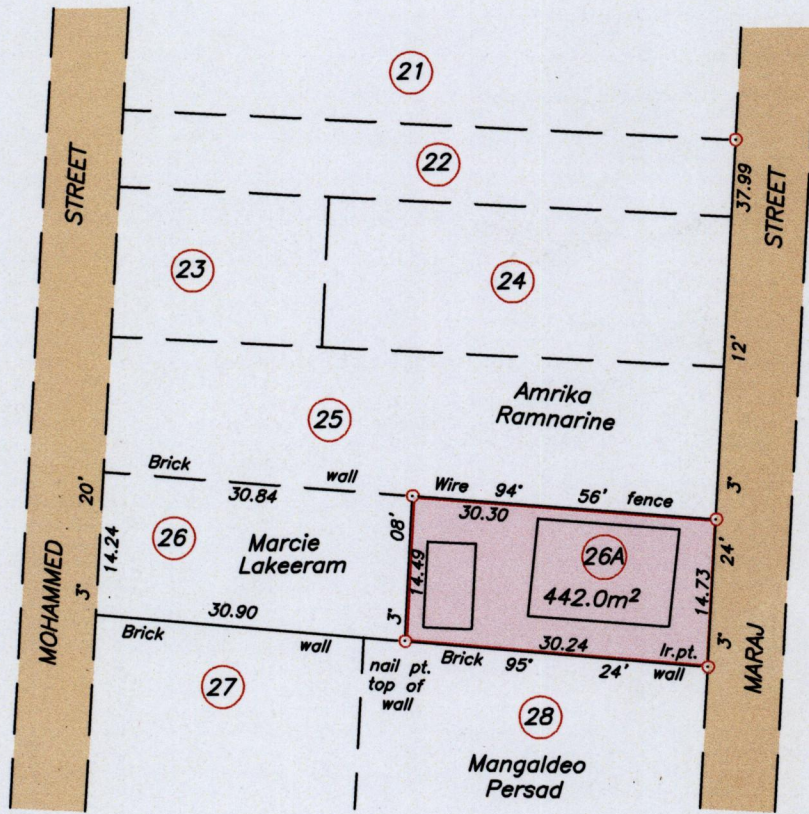 21
22
STREET
37.99
STREET
23
24
12'
Amrika
Ramnarine
25
Brick wall
30.84
Wire 94° 56' fence
30.30
3°
20'
08'
24'
26
Marcie
Lakeeram
14.24
14.49
26A
442.0m²
14.73
3°
3°
3°
MOHAMMED
30.90
Brick wall
30.24
Ir.pt.
Brick 95° 24' wall
MARAJ
nail pt.
top of
wall
27
28
Mangaldeo
Persad